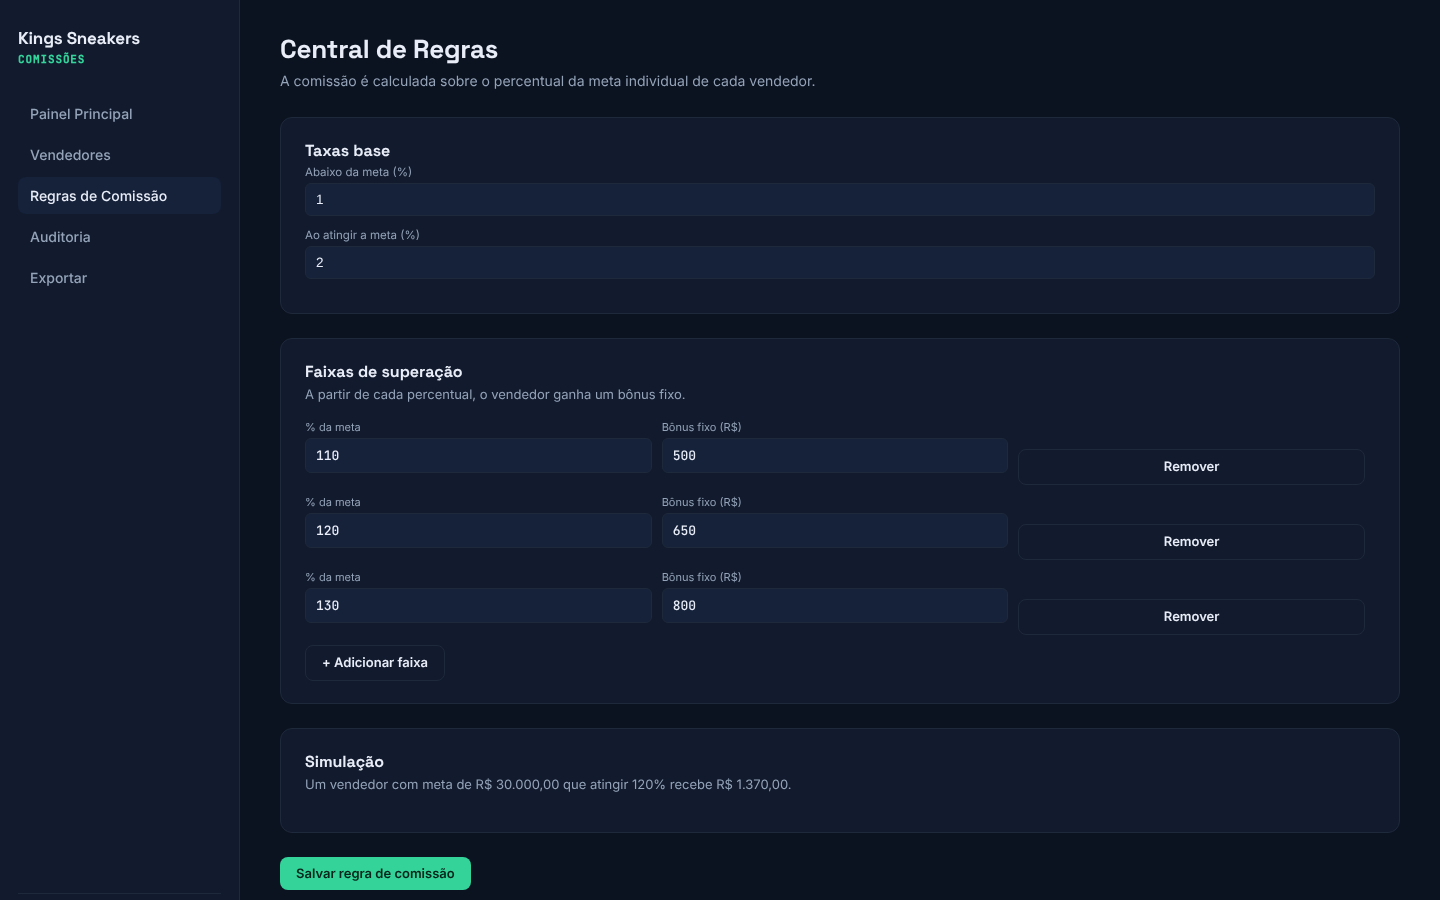 Kings Sneakers
COMISSÕES
Painel Principal
Vendedores
Regras de Comissão
Auditoria
Exportar
Central de Regras
A comissão é calculada sobre o percentual da meta individual de cada vendedor.
Taxas base
Abaixo da meta (%)
1
Ao atingir a meta (%)
2
Faixas de superação
A partir de cada percentual, o vendedor ganha um bônus fixo.
% da meta Bônus fixo (R$)
110 500 Remover
% da meta Bônus fixo (R$)
120 650 Remover
% da meta Bônus fixo (R$)
130 800 Remover
+ Adicionar faixa
Simulação
Um vendedor com meta de R$ 30.000,00 que atingir 120% recebe R$ 1.370,00.
Salvar regra de comissão